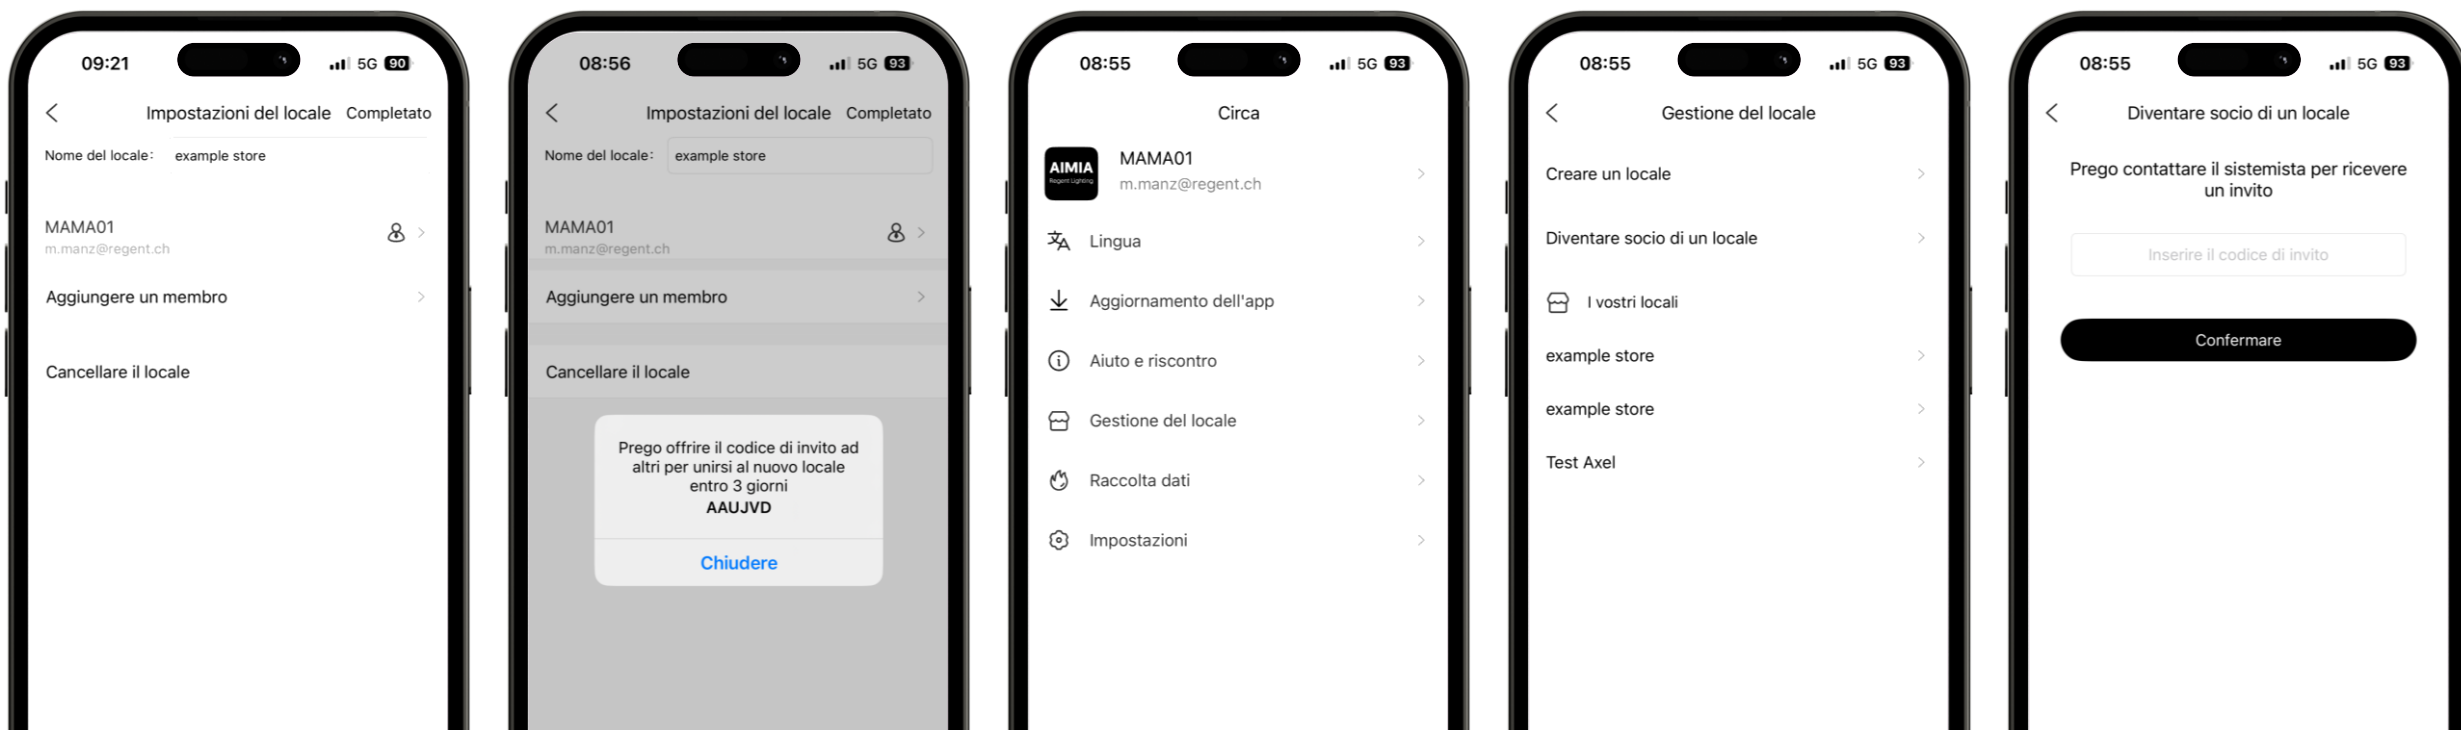 09:21
5G 90
Impostazioni del locale Completato
Nome del locale: example store
MAMA01
m.manz@regent.ch
Aggiungere un membro
Cancellare il locale
08:56
5G 93
Impostazioni del locale Completato
Nome del locale: example store
MAMA01
m.manz@regent.ch
Aggiungere un membro
Cancellare il locale
Prego offrire il codice di invito ad
altri per unirsi al nuovo locale
entro 3 giorni
AAUJVD
Chiudere
08:55
5G 93
Circa
AIMIA
Regent Lighting
MAMA01
m.manz@regent.ch
Lingua
Aggiornamento dell'app
Aiuto e riscontro
Gestione del locale
Raccolta dati
Impostazioni
08:55
5G 93
Gestione del locale
Creare un locale
Diventare socio di un locale
I vostri locali
example store
example store
Test Axel
08:55
5G 93
Diventare socio di un locale
Prego contattare il sistemista per ricevere
un invito
Inserire il codice di invito
Confermare